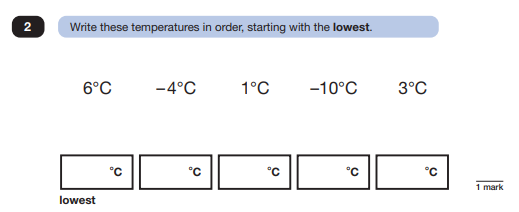 2 Write these temperatures in order, starting with the lowest.
6°C −4°C 1°C −10°C 3°C
°C °C °C °C °C
lowest
1 mark